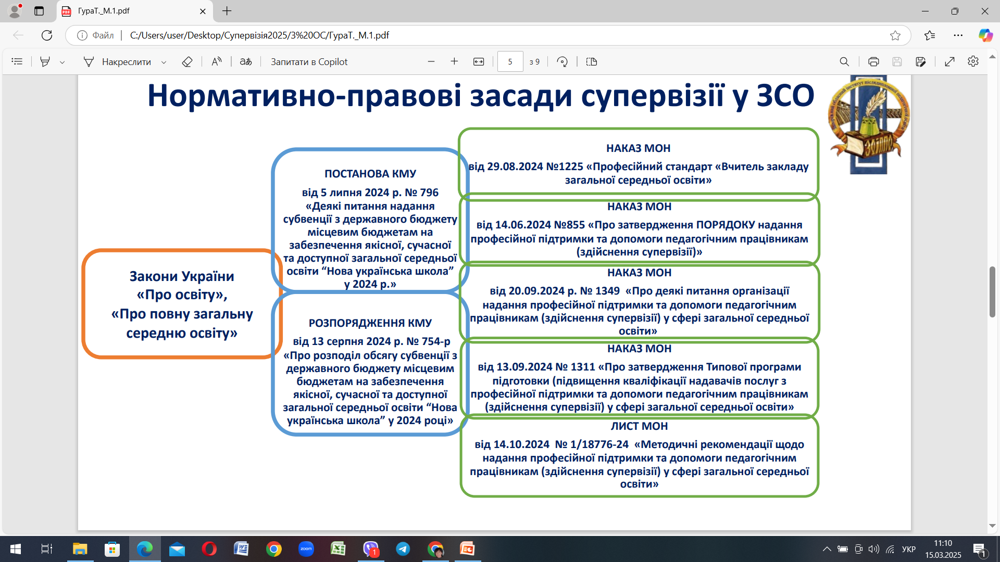 ГураТ._М.1.pdf
Файл
C:/Users/user/Desktop/Супервізія2025/3%20ОС/ГураТ._М.1.pdf
Накреслити
Запитати в Copilot
5
з 9
Нормативно-правові засади супервізії у ЗСО
Закони України
«Про освіту»,
«Про повну загальну
середню освіту»
ПОСТАНОВА КМУ
від 5 липня 2024 р. № 796
«Деякі питання надання
субвенції з державного бюджету
місцевим бюджетам на
забезпечення якісної, сучасної
та доступної загальної середньої
освіти “Нова українська школа”
у 2024 р.»
РОЗПОРЯДЖЕННЯ КМУ
від 13 серпня 2024 р. № 754-р
«Про розподіл обсягу субвенції з
державного бюджету місцевим
бюджетам на забезпечення
якісної, сучасної та доступної
загальної середньої освіти “Нова
українська школа” у 2024 році»
НАКАЗ МОН
від 29.08.2024 №1225 «Професійний стандарт «Вчитель закладу
загальної середньої освіти»
НАКАЗ МОН
від 14.06.2024 №855 «Про затвердження ПОРЯДОКУ надання
професійної підтримки та допомоги педагогічним працівникам
(здійснення супервізії)»
НАКАЗ МОН
від 20.09.2024 р. № 1349 «Про деякі питання організації
надання професійної підтримки та допомоги педагогічним
працівникам (здійснення супервізії) у сфері загальної середньої
освіти»
НАКАЗ МОН
від 13.09.2024 № 1311 «Про затвердження Типової програми
підготовки (підвищення кваліфікації надавачів послуг з
професійної підтримки та допомоги педагогічним працівникам
(здійснення супервізії) у сфері загальної середньої освіти»
ЛИСТ МОН
від 14.10.2024 № 1/18776-24 «Методичні рекомендації щодо
надання професійної підтримки та допомоги педагогічним
працівникам (здійснення супервізії) у сфері загальної середньої
освіти»
zoom
1
УКР
11:10
15.03.2025
1